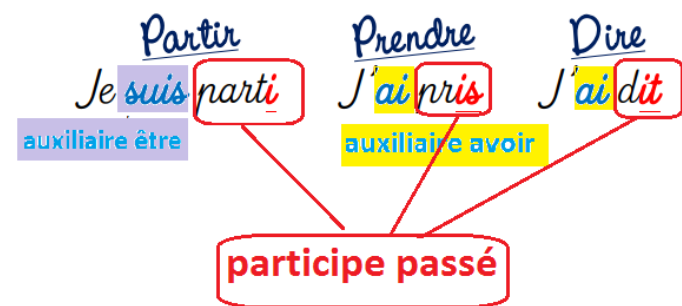 Partir Prendre Dire
Je suis parti J'ai pris J'ai dit
auxiliaire être auxiliaire avoir
participe passé